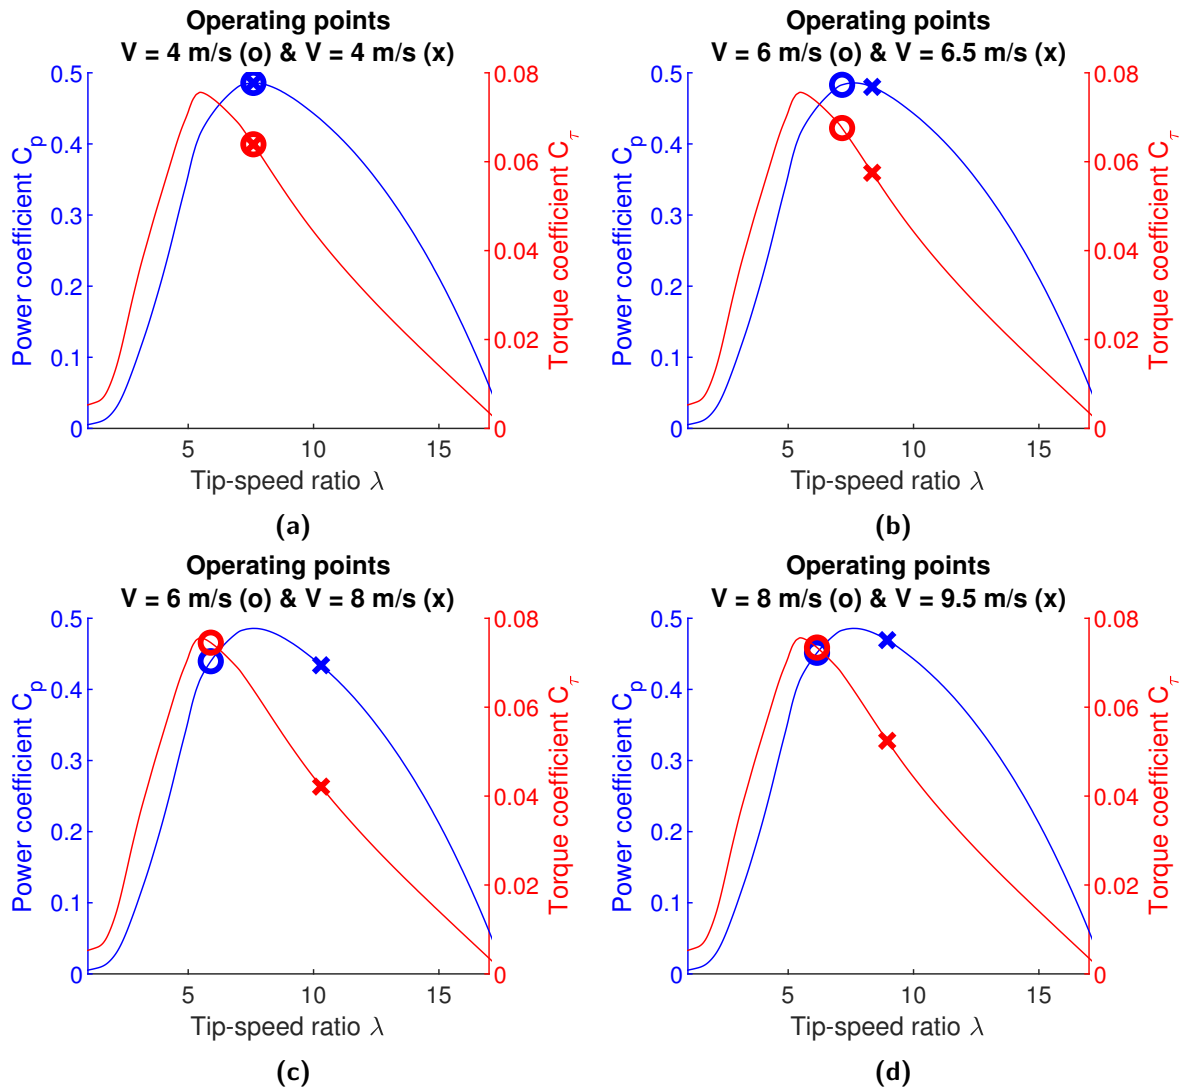 Operating points
V = 4 m/s (o) & V = 4 m/s (x)
0.5
0.4
0.3
0.2
0.1
0
Power coefficient C_p
0.08
0.06
0.04
0.02
0
Torque coefficient C_τ
5
10
15
Tip-speed ratio λ
(a)
Operating points
V = 6 m/s (o) & V = 6.5 m/s (x)
0.5
0.4
0.3
0.2
0.1
0
Power coefficient C_p
0.08
0.06
0.04
0.02
0
Torque coefficient C_τ
5
10
15
Tip-speed ratio λ
(b)
Operating points
V = 6 m/s (o) & V = 8 m/s (x)
0.5
0.4
0.3
0.2
0.1
0
Power coefficient C_p
0.08
0.06
0.04
0.02
0
Torque coefficient C_τ
5
10
15
Tip-speed ratio λ
(c)
Operating points
V = 8 m/s (o) & V = 9.5 m/s (x)
0.5
0.4
0.3
0.2
0.1
0
Power coefficient C_p
0.08
0.06
0.04
0.02
0
Torque coefficient C_τ
5
10
15
Tip-speed ratio λ
(d)